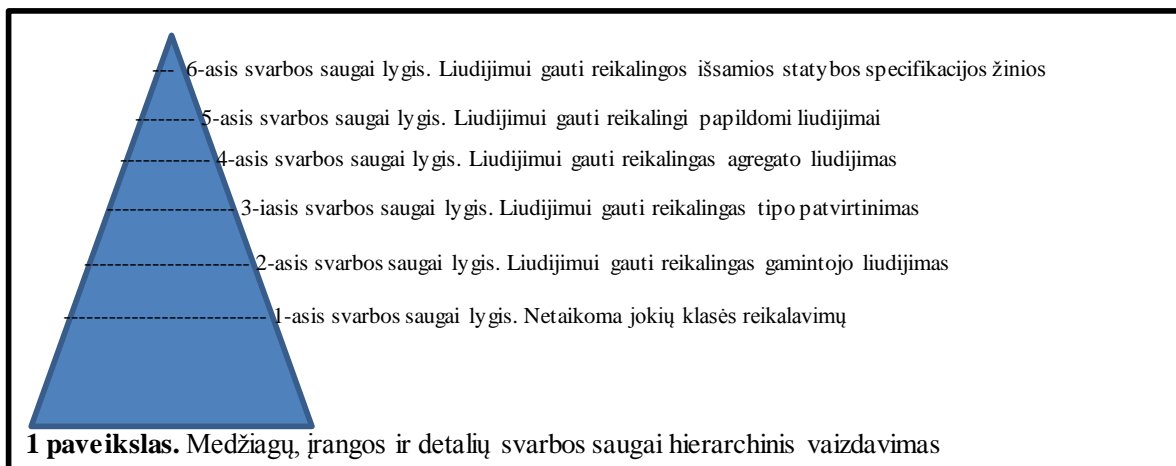 6-asis svarbos saugai lygis. Liudijimui gauti reikalingos išsamios statybos specifikacijos žinios
5-asis svarbos saugai lygis. Liudijimui gauti reikalingi papildomi liudijimai
4-asis svarbos saugai lygis. Liudijimui gauti reikalingas agregato liudijimas
3-iasis svarbos saugai lygis. Liudijimui gauti reikalingas tipo patvirtinimas
2-asis svarbos saugai lygis. Liudijimui gauti reikalingas gamintojo liudijimas
1-asis svarbos saugai lygis. Netaikoma jokių klasės reikalavimų
1 paveikslas. Medžiagų, įrangos ir detalių svarbos saugai hierarchinis vaizdavimas